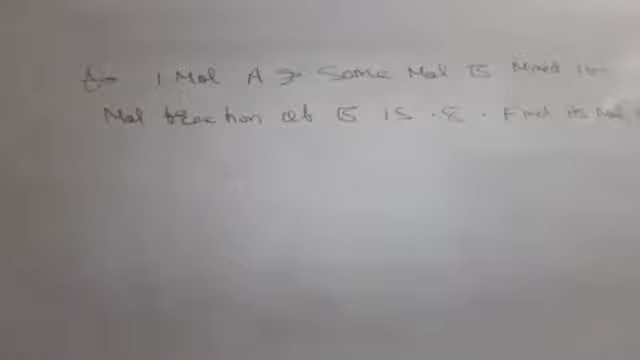 1 Mol A Some Mol B Mixed
Mol fraction of B is .8. Find its Mol